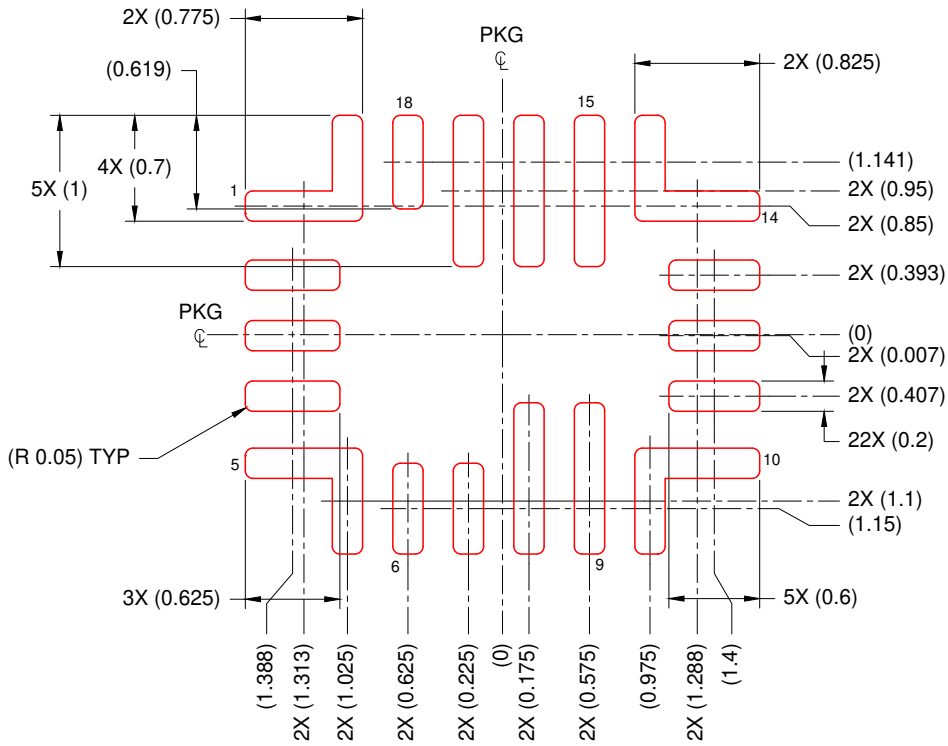 2X (0.775)
PKG
℄
(0.619)
2X (0.825)
18
15
4X (0.7)
5X (1)
(1.141)
1
2X (0.95)
14
2X (0.85)
2X (0.393)
PKG
℄
(0)
2X (0.007)
2X (0.407)
22X (0.2)
(R 0.05) TYP
5
10
2X (1.1)
(1.15)
6
9
3X (0.625)
5X (0.6)
(1.388)
2X (1.313)
2X (1.025)
2X (0.625)
2X (0.225)
(0)
2X (0.175)
2X (0.575)
(0.975)
2X (1.288)
(1.4)